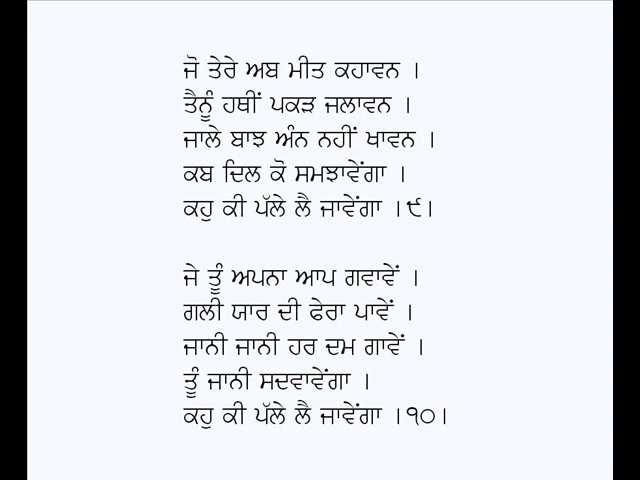 ਜੋ ਤੇਰੇ ਅਬ ਮੀਤ ਕਹਾਵਨ ।
ਤੈਨੂੰ ਹਥੀਂ ਪਕੜ ਜਲਾਵਨ ।
ਜਾਲੇ ਬਾਝ ਅੰਨ ਨਹੀਂ ਖਾਵਨ ।
ਕਬ ਦਿਲ ਕੋ ਸਮਝਾਵੇਂਗਾ ।
ਕਹੁ ਕੀ ਪੱਲੇ ਲੈ ਜਾਵੇਂਗਾ ।੯।
ਜੇ ਤੂੰ ਅਪਨਾ ਆਪ ਗਵਾਵੇਂ ।
ਗਲੀ ਯਾਰ ਦੀ ਫੇਰਾ ਪਾਵੇਂ ।
ਜਾਨੀ ਜਾਨੀ ਹਰ ਦਮ ਗਾਵੇਂ ।
ਤੂੰ ਜਾਨੀ ਸਦਵਾਵੇਂਗਾ ।
ਕਹੁ ਕੀ ਪੱਲੇ ਲੈ ਜਾਵੇਂਗਾ ।੧੦।